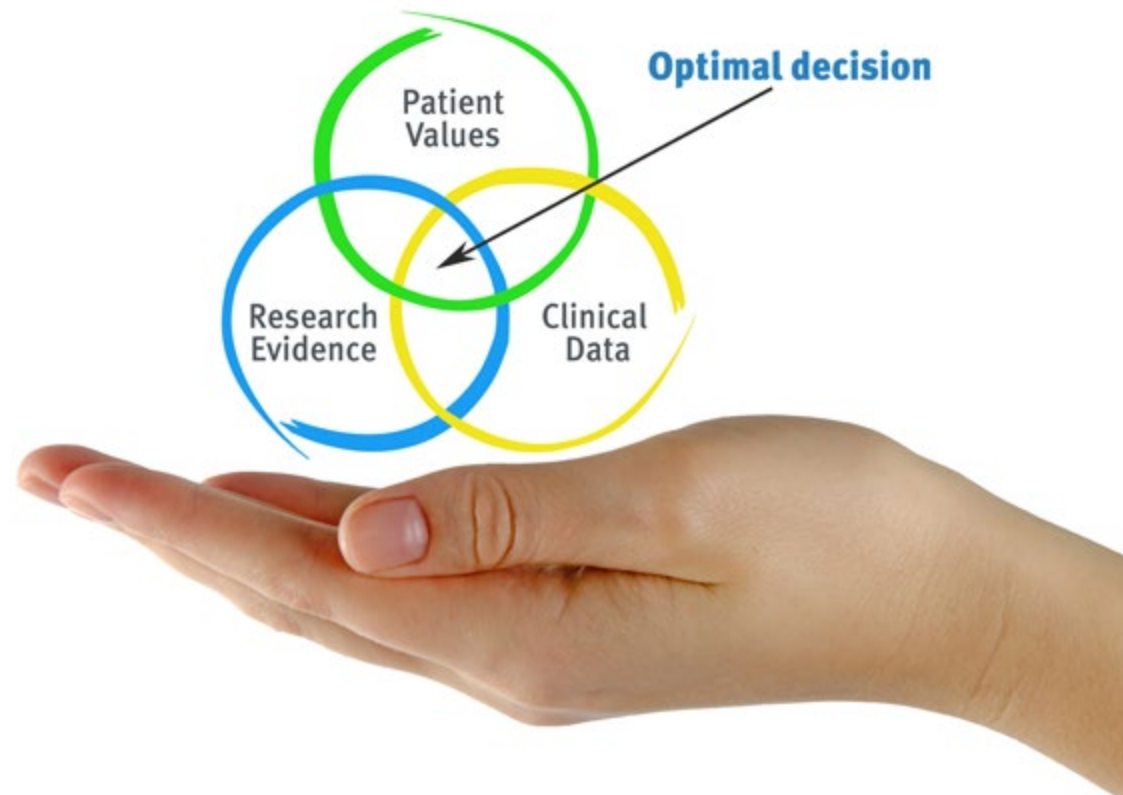 Optimal decision
Patient
Values
Research
Evidence
Clinical
Data